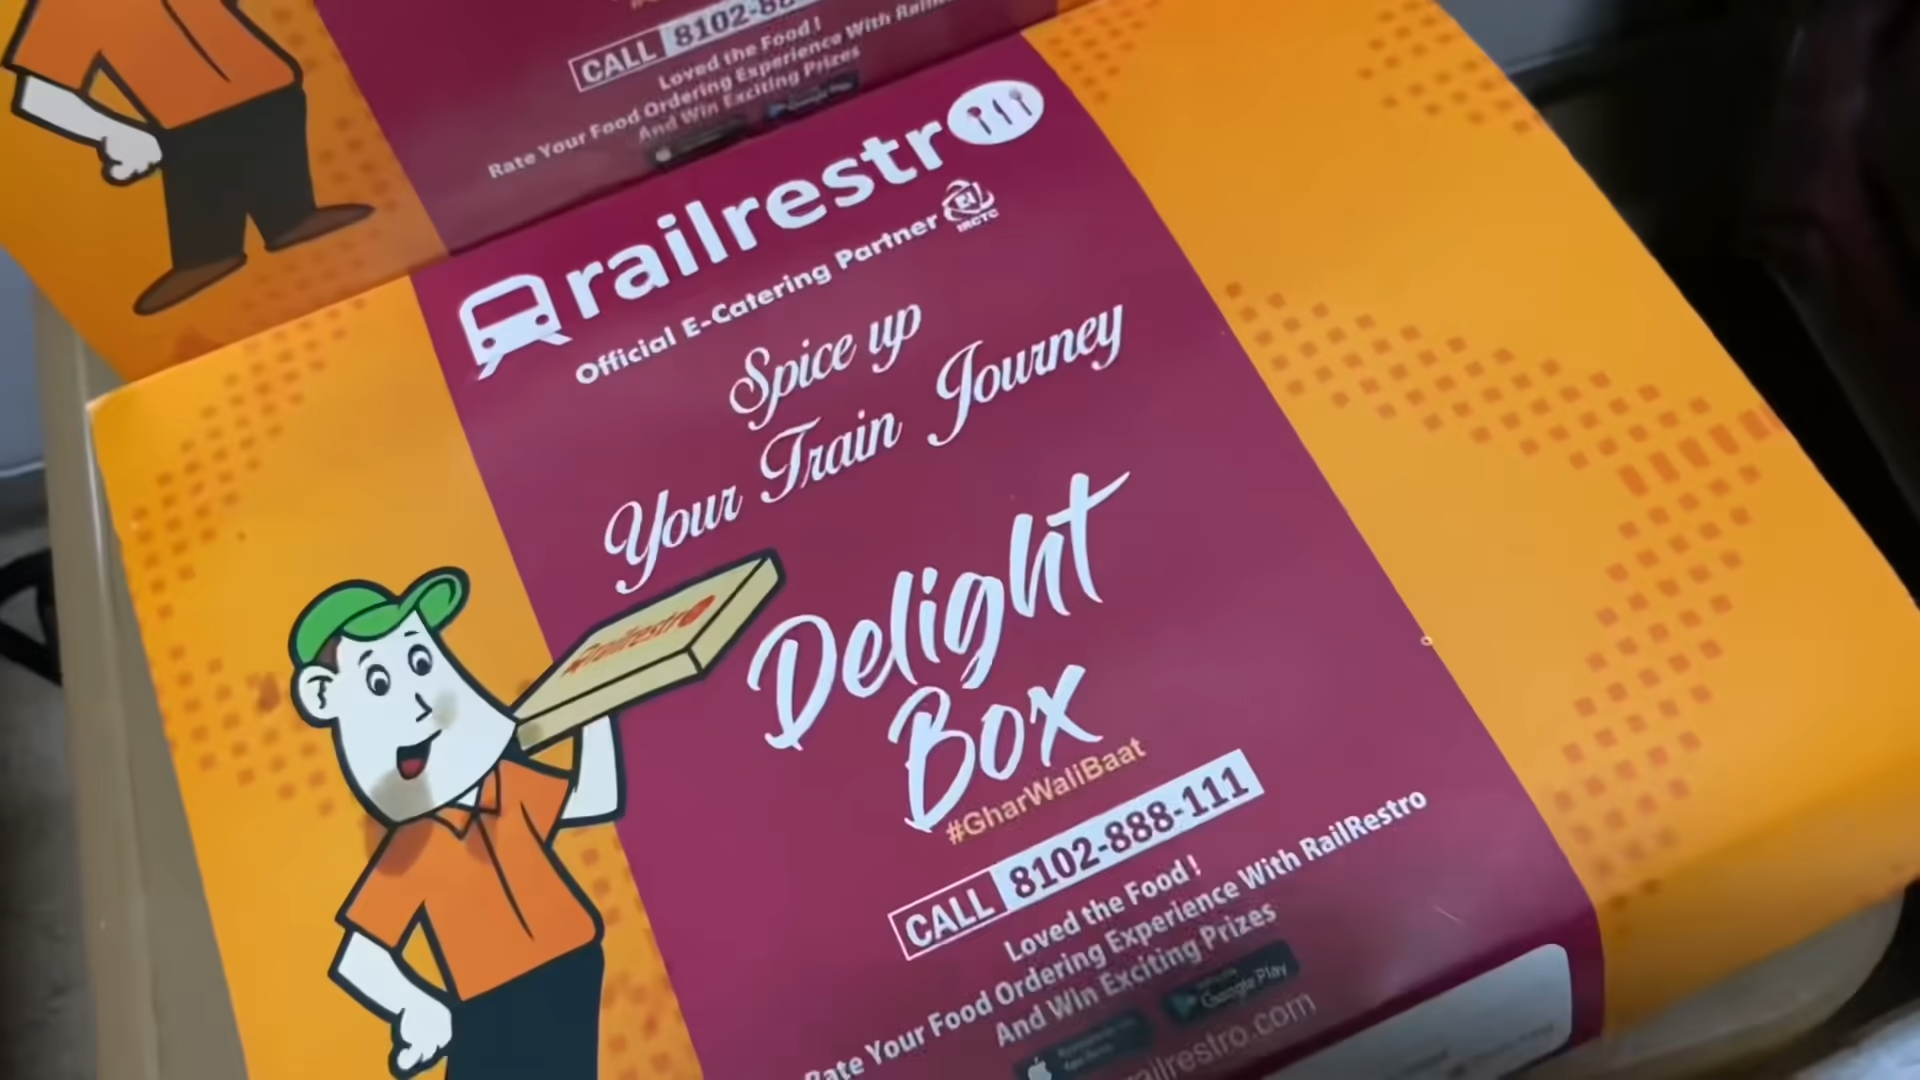 CALL 8102-88
Loved the Food !
Rate Your Food Ordering Experience With
And Win Exciting Prizes
railrestro
Official E-Catering Partner IRCTC
Spice up
Your Train Journey
Railrestro
Delight
Box
#GharWaliBaat
CALL 8102-888-111
Loved the Food !
Rate Your Food Ordering Experience With RailRestro
And Win Exciting Prizes
Google Play
railrestro.com